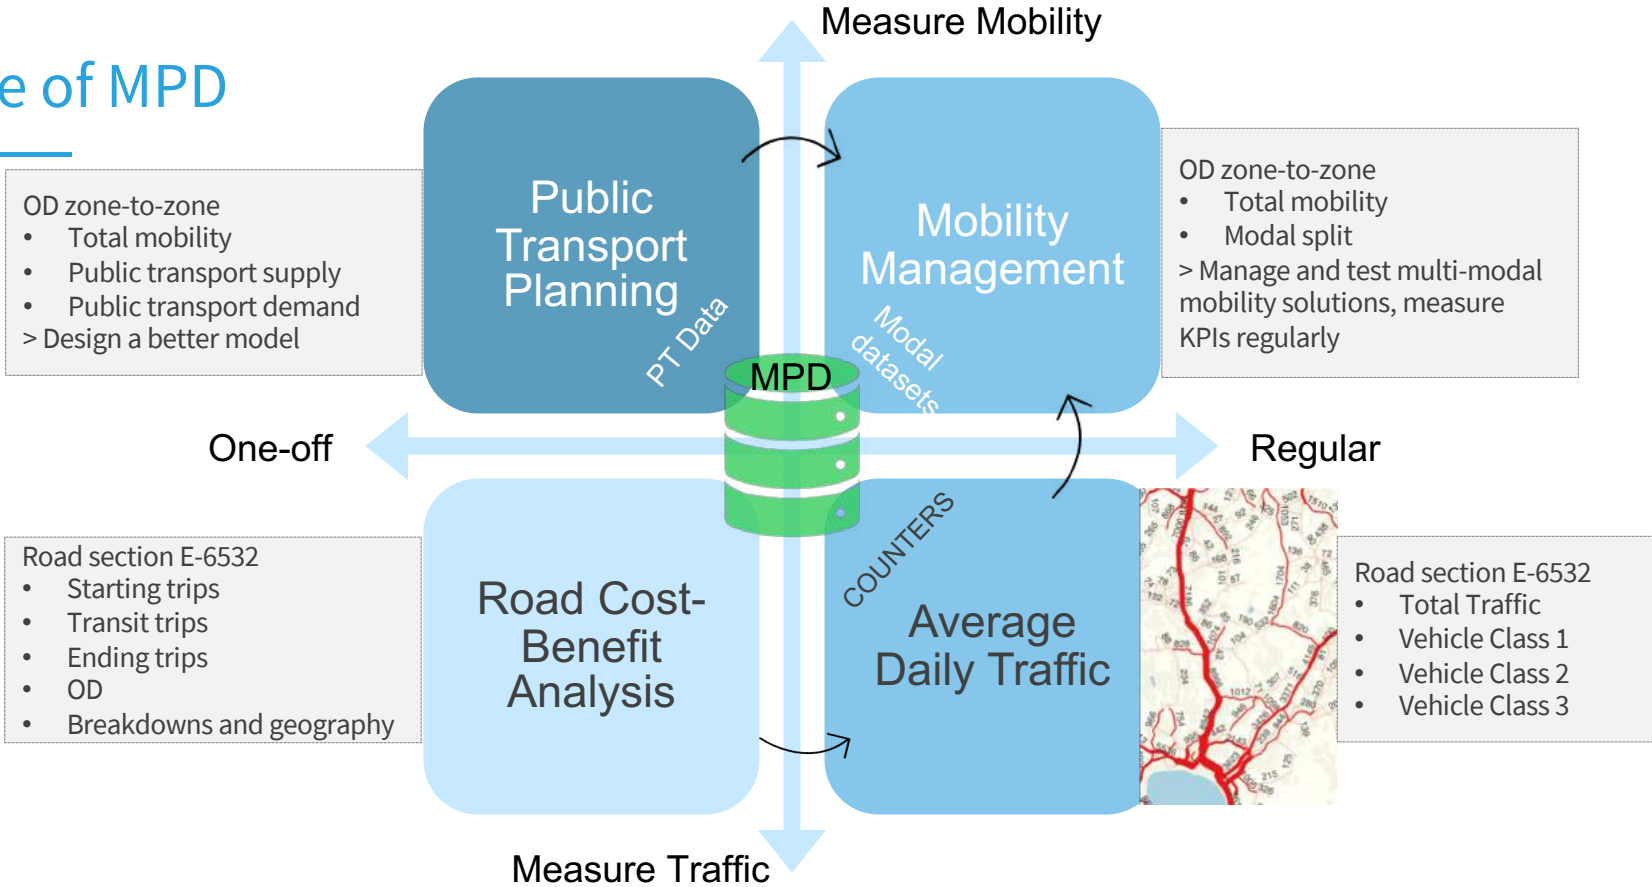 Measure Mobility
e of MPD
OD zone-to-zone
• Total mobility
• Public transport supply
• Public transport demand
> Design a better model
Public
Transport
Planning
PT Data
Mobility
Management
Modal
datasets
OD zone-to-zone
• Total mobility
• Modal split
> Manage and test multi-modal
mobility solutions, measure
KPIs regularly
MPD
One-off
Regular
Road section E-6532
• Starting trips
• Transit trips
• Ending trips
• OD
• Breakdowns and geography
Road Cost-
Benefit
Analysis
COUNTERS
Average
Daily Traffic
1704
1012
215
125
Road section E-6532
• Total Traffic
• Vehicle Class 1
• Vehicle Class 2
• Vehicle Class 3
Measure Traffic